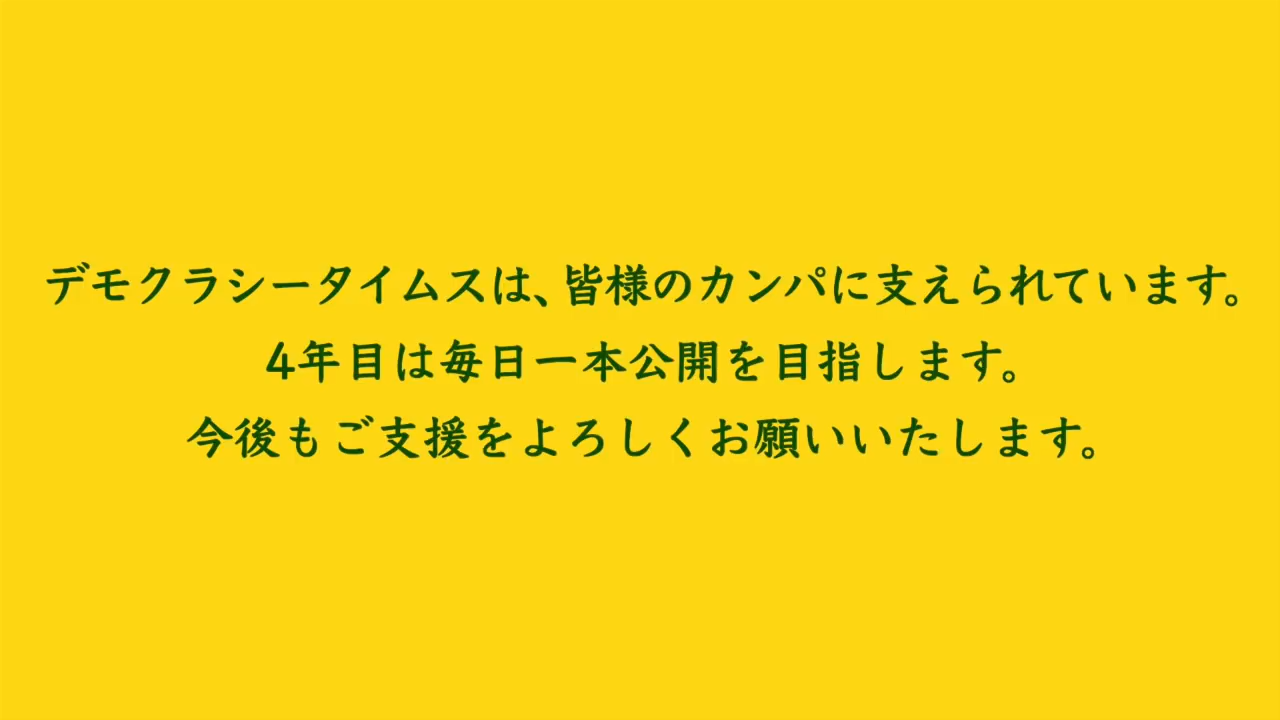 デモクラシータイムスは、皆様のカンパに支えられています。
4年目は毎日一本公開を目指します。
今後もご支援をよろしくお願いいたします。